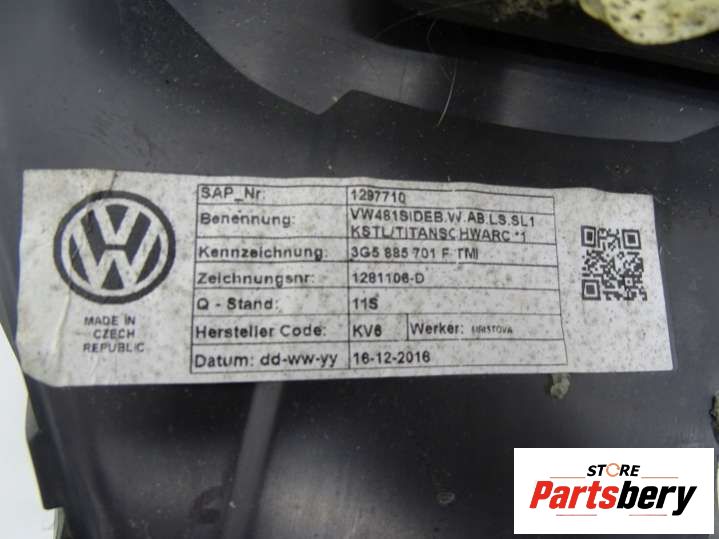 SAP_Nr: 1297710
Benennung: VW481SIDEB.W.AB.LS.SL1
KSTL/TITANSCHWARC *1
Kennzeichnung: 3G5 885 701 F TMI
Zeichnungsnr: 1281106-D
Q - Stand: 11S
Hersteller Code: KV6 Werker:
Datum: dd-ww-yy 16-12-2016
MADE IN
CZECH
REPUBLIC
STORE
Partsbery